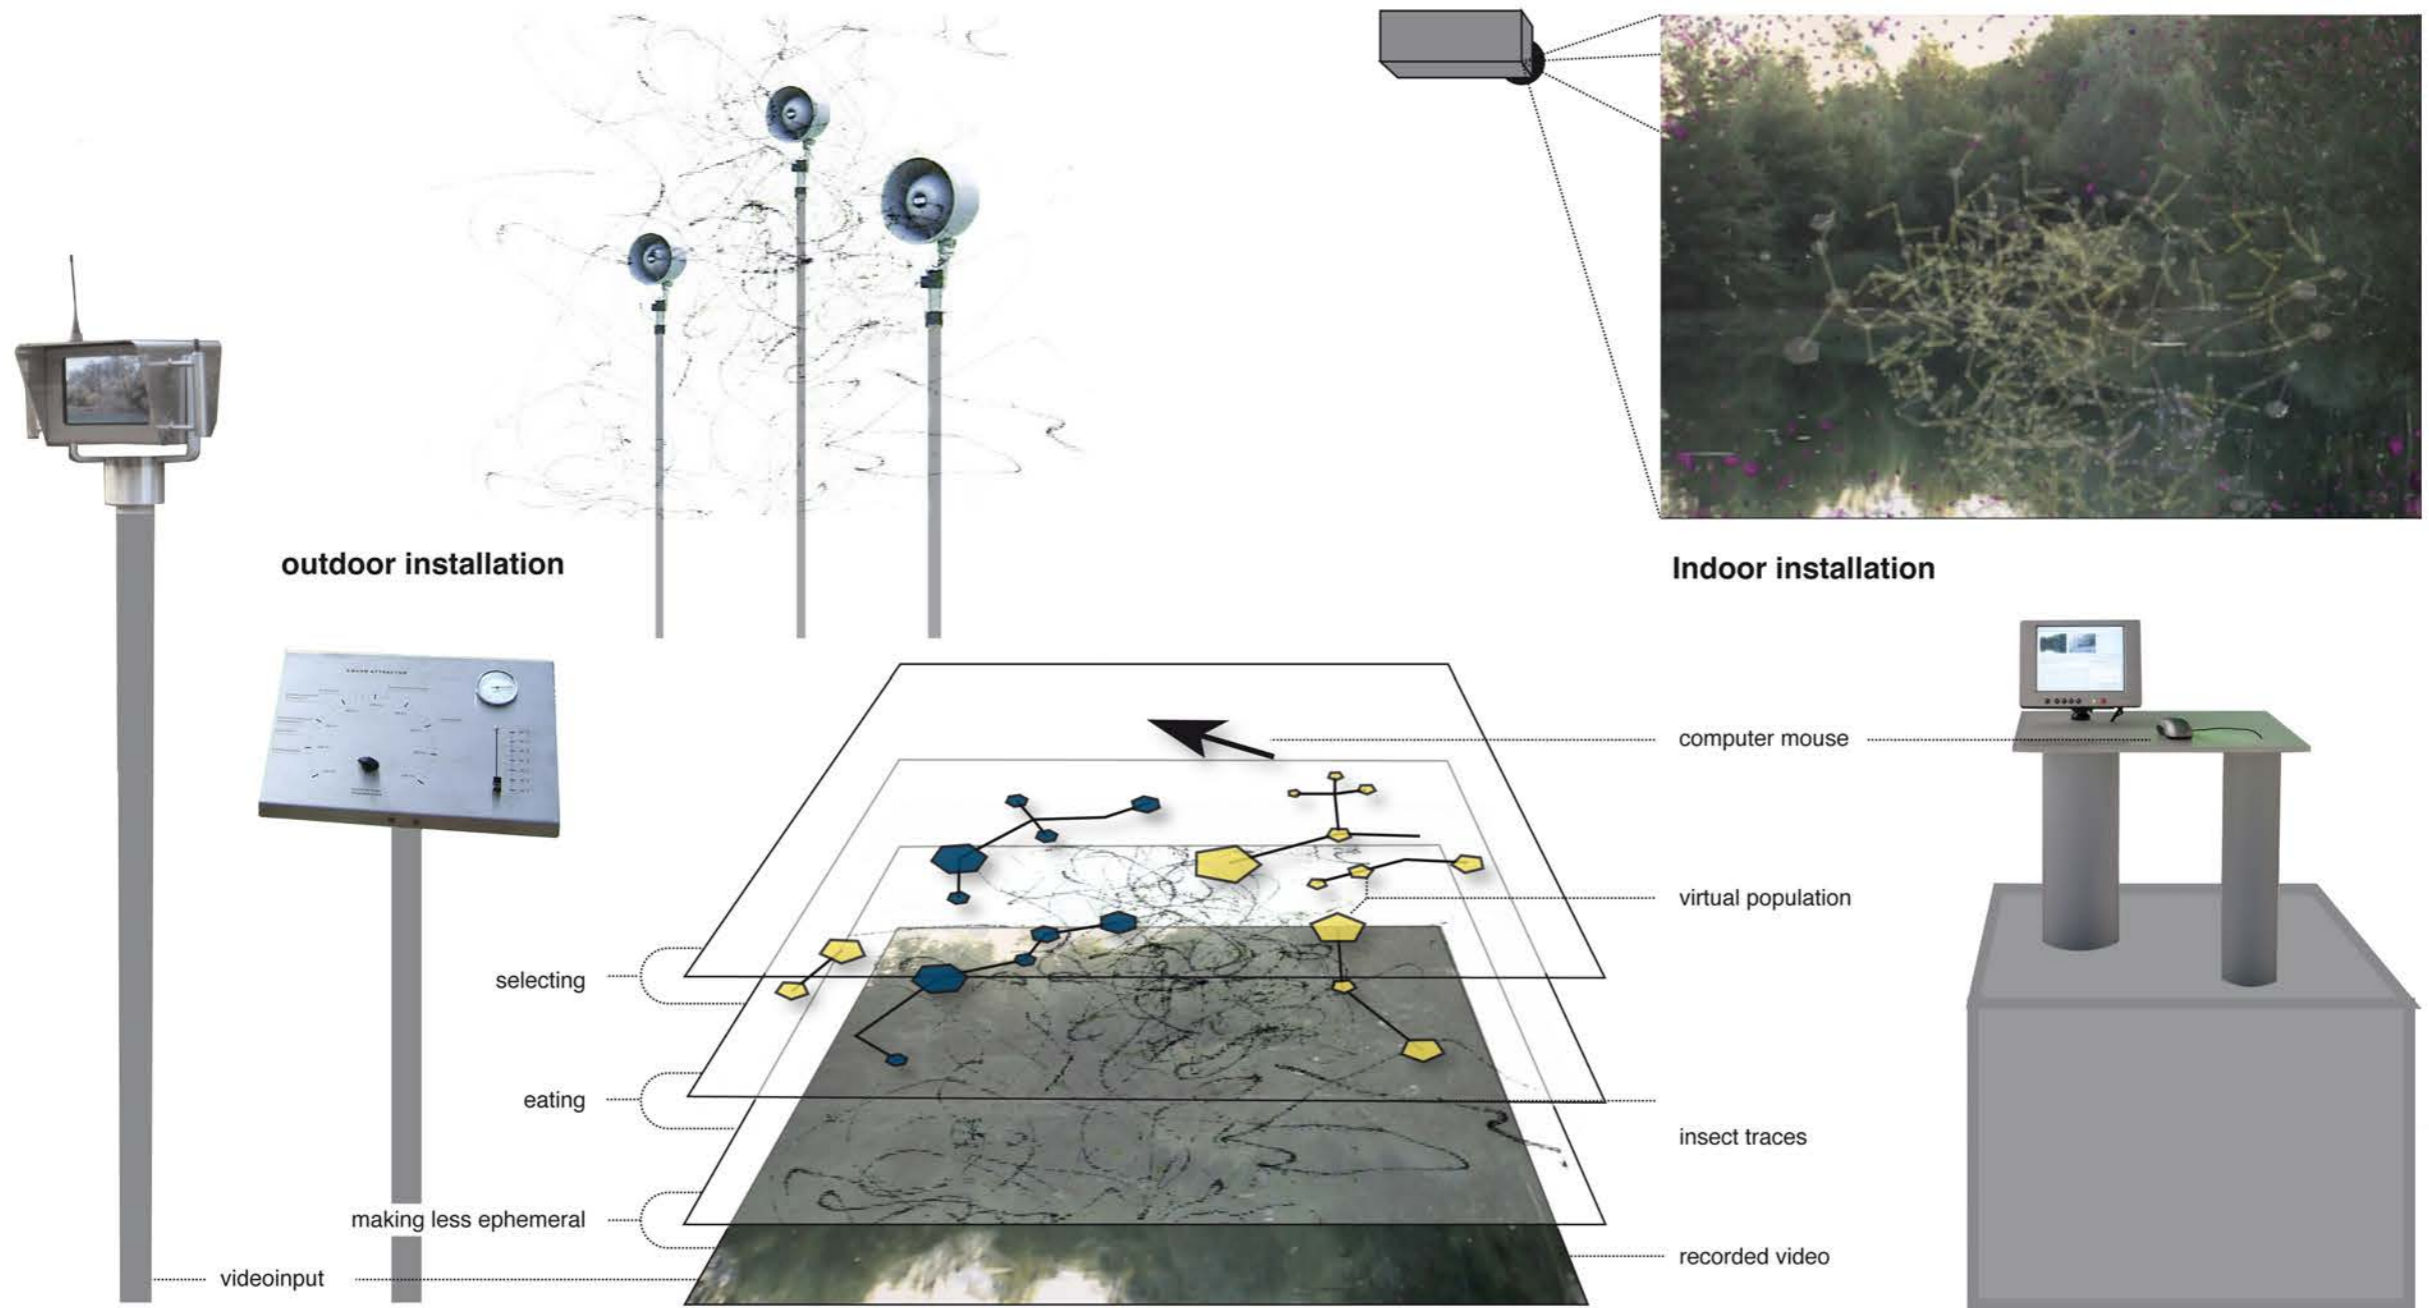 outdoor installation
Indoor installation
computer mouse
virtual population
selecting
eating
insect traces
making less ephemeral
recorded video
videoinput